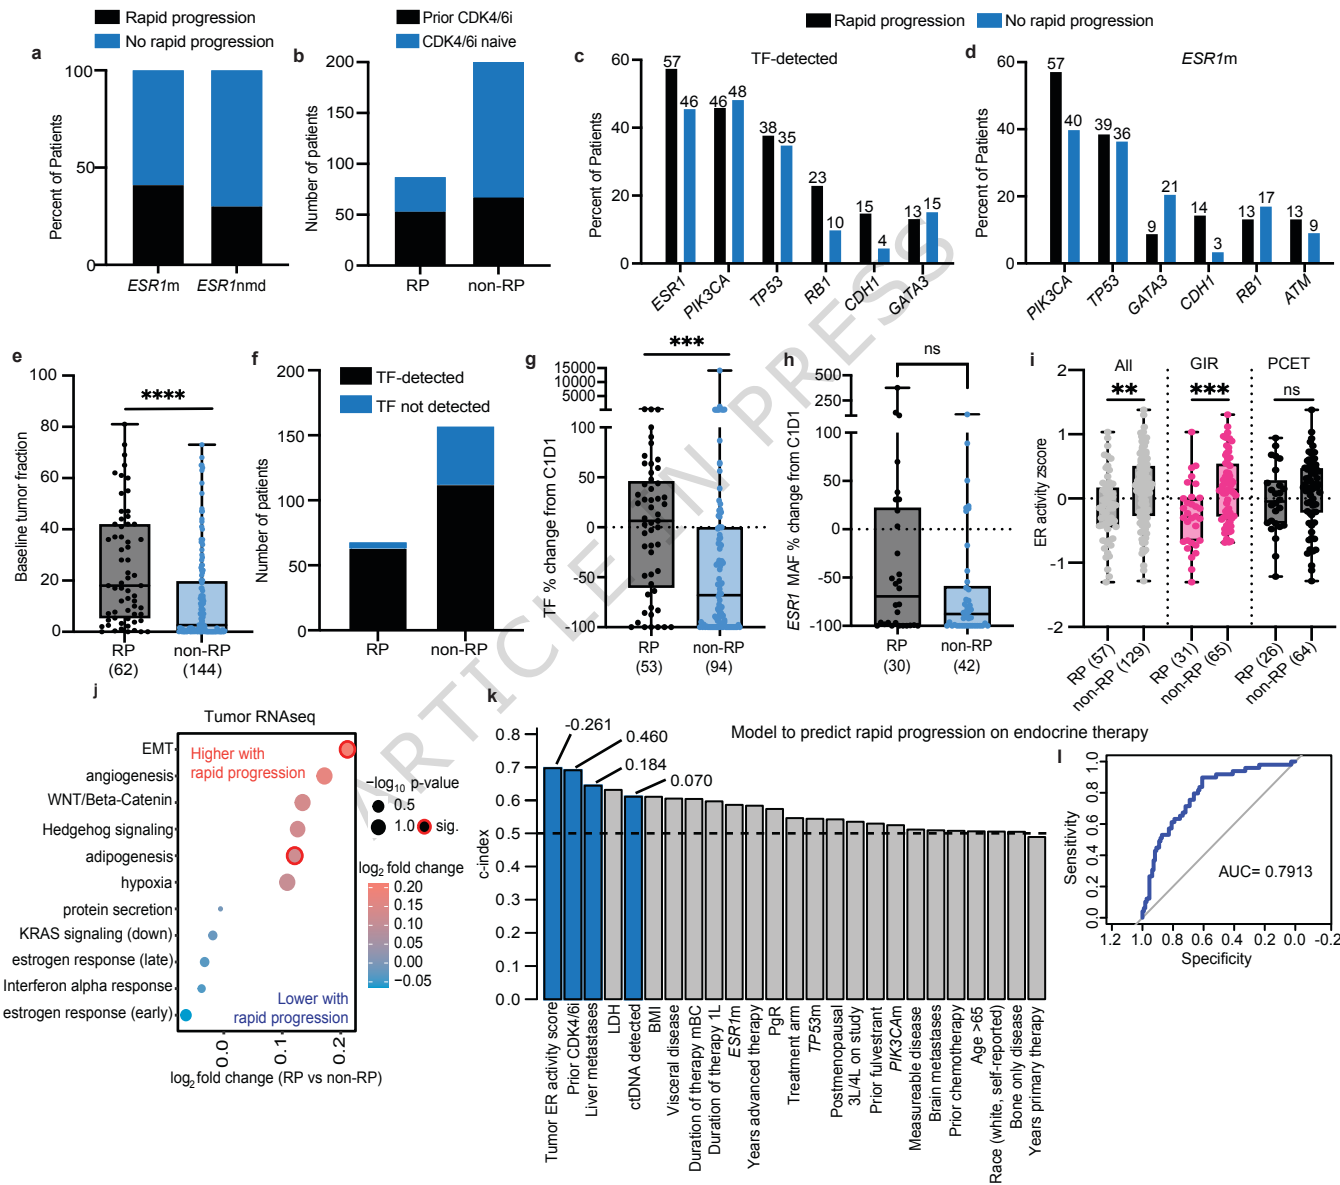 Rapid progression
No rapid progression
Prior CDK4/6i
CDK4/6i naive
Rapid progression
No rapid progression
a
Percent of Patients
100
50
0
ESR1m
ESR1nmd
b
Number of patients
200
150
100
50
0
RP
non-RP
c
TF-detected
Percent of Patients
60
40
20
0
57
46
46
48
38
35
23
10
15
4
13
15
ESR1
PIK3CA
TP53
RB1
CDH1
GATA3
d
ESR1m
Percent of Patients
60
40
20
0
57
40
39
36
9
21
14
3
13
17
13
9
PIK3CA
TP53
GATA3
CDH1
RB1
ATM
e
Baseline tumor fraction
100
80
60
40
20
0
****
RP
(62)
non-RP
(144)
f
TF-detected
TF not detected
Number of patients
200
150
100
50
0
RP
non-RP
g
TF % change from C1D1
15000
10000
5000
100
50
0
-50
-100
***
RP
(53)
non-RP
(94)
h
ESR1 MAF % change from C1D1
500
250
100
50
0
-50
-100
ns
RP
(30)
non-RP
(42)
i
ER activity zscore
2
1
0
-1
-2
All
GIR
PCET
**
***
ns
RP (57)
non-RP (129)
RP (31)
non-RP (65)
RP (26)
non-RP (64)
ARTICLE IN PRESS
j
Tumor RNAseq
EMT
angiogenesis
WNT/Beta-Catenin
Hedgehog signaling
adipogenesis
hypoxia
protein secretion
KRAS signaling (down)
estrogen response (late)
Interferon alpha response
estrogen response (early)
Higher with
rapid progression
Lower with
rapid progression
0.0
0.1
0.2
log2 fold change (RP vs non-RP)
−log10 p-value
0.5
1.0
sig.
log2 fold change
0.20
0.15
0.10
0.05
0.00
−0.05
k
Model to predict rapid progression on endocrine therapy
c-index
0.8
0.7
0.6
0.5
0.4
0.3
0.2
0.1
0.0
-0.261
0.460
0.184
0.070
Tumor ER activity score
Prior CDK4/6i
Liver metastases
LDH
ctDNA detected
BMI
Visceral disease
Duration of therapy mBC
Duration of therapy 1L
ESR1m
Years advanced therapy
PgR
Treatment arm
TP53m
Postmenopausal
3L/4L on study
Prior fulvestrant
PIK3CAm
Measureable disease
Brain metastases
Prior chemotherapy
Age >65
Race (white, self-reported)
Bone only disease
Years primary therapy
l
Sensitivity
1.0
0.8
0.6
0.4
0.2
0.0
AUC= 0.7913
1.2
1.0
0.8
0.4
0.0
-0.2
Specificity